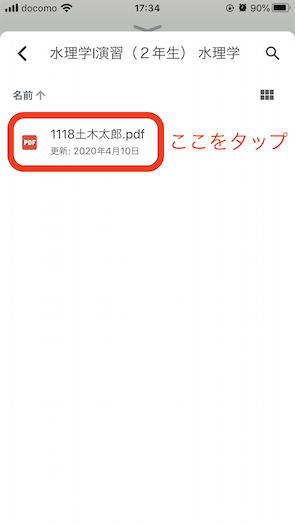 docomo 17:34 90%
水理学I演習（２年生） 水理学
名前 个
1118土木太郎.pdf
PDF
更新: 2020年4月10日
ここをタップ